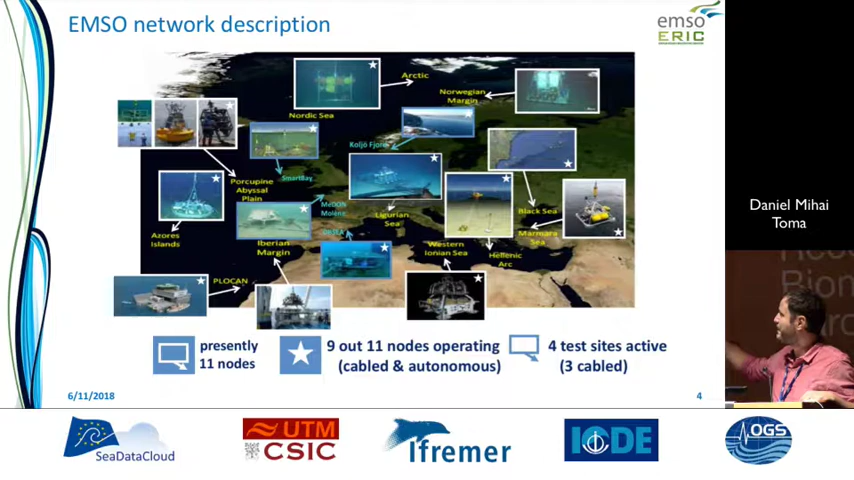 EMSO network description
emso
ERIC
Arctic
Norwegian
Margin
Nordic Sea
Koljö Fjord
SmartBay
Porcupine
Abyssal
Plain
MeDON
Molène
Ligurian
Sea
Black Sea
Marmara
Sea
Azores
Islands
OBSEA
Iberian
Margin
Western
Ionian Sea
Hellenic
Arc
PLOCAN
presently
11 nodes
9 out 11 nodes operating
(cabled & autonomous)
4 test sites active
(3 cabled)
6/11/2018
4
Daniel Mihai
Toma
SeaDataCloud
UTM
CSIC
Ifremer
IODE
OGS